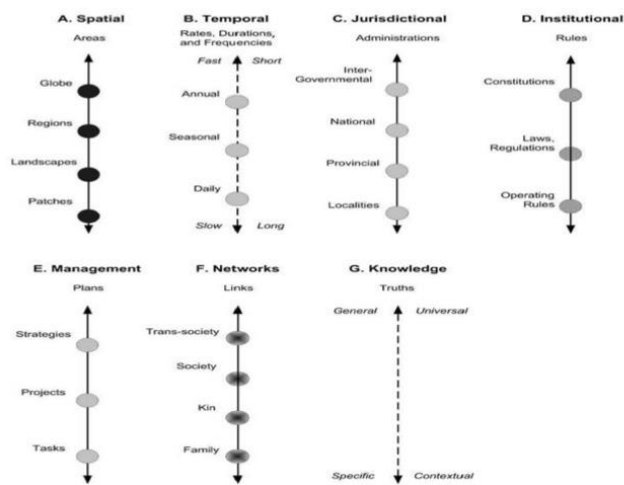 A. Spatial
Areas
Globe
Regions
Landscapes
Patches
B. Temporal
Rates, Durations,
and Frequencies
Fast Short
Annual
Seasonal
Daily
Slow Long
C. Jurisdictional
Administrations
Inter-
Governmental
National
Provincial
Localities
D. Institutional
Rules
Constitutions
Laws,
Regulations
Operating
Rules
E. Management
Plans
Strategies
Projects
Tasks
F. Networks
Links
Trans-society
Society
Kin
Family
G. Knowledge
Truths
General Universal
Specific Contextual